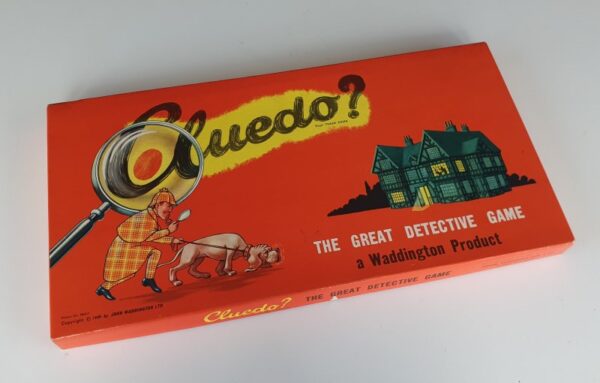 Cluedo?
THE GREAT DETECTIVE GAME
a Waddington Product
Cluedo? THE GREAT DETECTIVE GAME